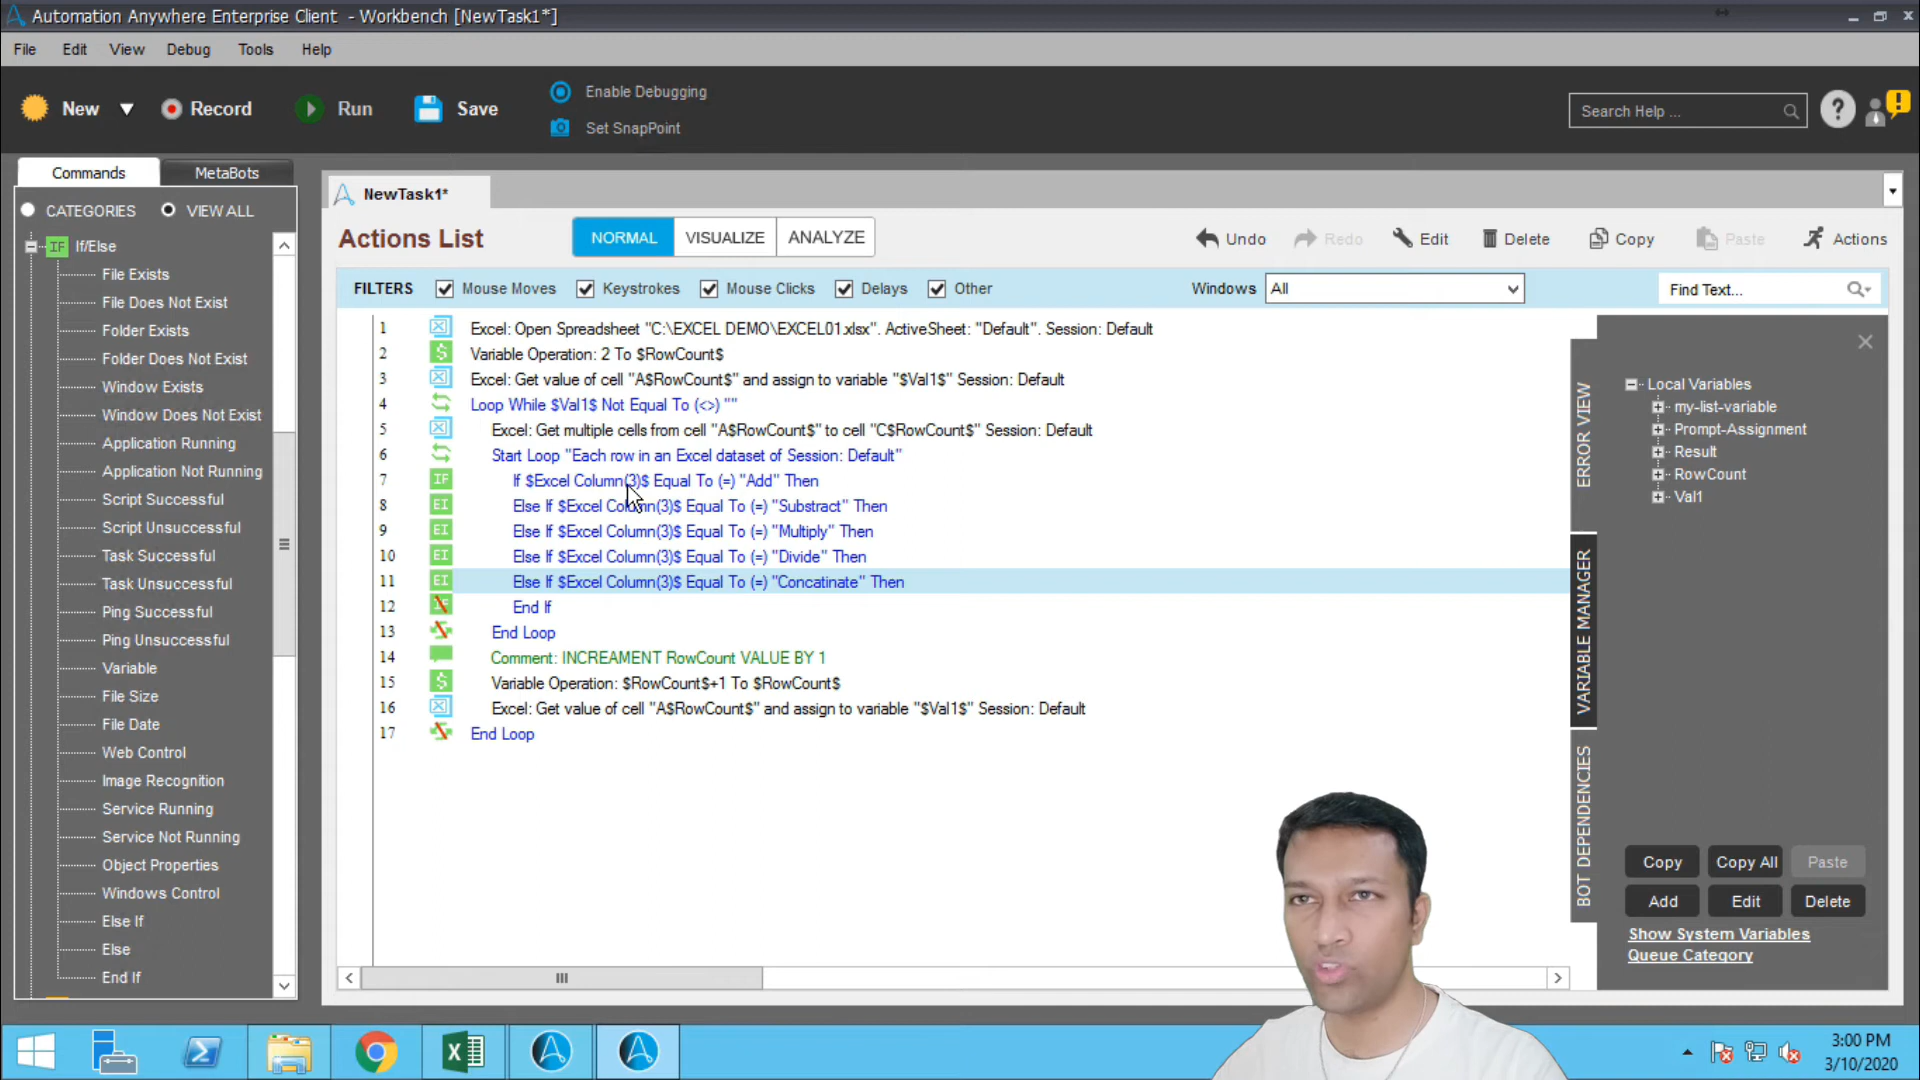 Automation Anywhere Enterprise Client - Workbench [NewTask1*]
File Edit View Debug Tools Help
New Record Run Save Enable Debugging
Set SnapPoint
Search Help ...
Commands MetaBots
CATEGORIES VIEW ALL
If/Else
File Exists
File Does Not Exist
Folder Exists
Folder Does Not Exist
Window Exists
Window Does Not Exist
Application Running
Application Not Running
Script Successful
Script Unsuccessful
Task Successful
Task Unsuccessful
Ping Successful
Ping Unsuccessful
Variable
File Size
File Date
Web Control
Image Recognition
Service Running
Service Not Running
Object Properties
Windows Control
Else If
Else
End If
NewTask1*
Actions List NORMAL VISUALIZE ANALYZE Undo Redo Edit Delete Copy Paste Actions
FILTERS Mouse Moves Keystrokes Mouse Clicks Delays Other Windows All Find Text...
1 Excel: Open Spreadsheet "C:\EXCEL DEMO\EXCEL01.xlsx". ActiveSheet: "Default". Session: Default
2 Variable Operation: 2 To $RowCount$
3 Excel: Get value of cell "A$RowCount$" and assign to variable "$Val1$" Session: Default
4 Loop While $Val1$ Not Equal To (<>) ""
5 Excel: Get multiple cells from cell "A$RowCount$" to cell "C$RowCount$" Session: Default
6 Start Loop "Each row in an Excel dataset of Session: Default"
7 IF If $Excel Column(3)$ Equal To (=) "Add" Then
8 EI Else If $Excel Column(3)$ Equal To (=) "Substract" Then
9 EI Else If $Excel Column(3)$ Equal To (=) "Multiply" Then
10 EI Else If $Excel Column(3)$ Equal To (=) "Divide" Then
11 EI Else If $Excel Column(3)$ Equal To (=) "Concatinate" Then
12 End If
13 End Loop
14 Comment: INCREAMENT RowCount VALUE BY 1
15 Variable Operation: $RowCount$+1 To $RowCount$
16 Excel: Get value of cell "A$RowCount$" and assign to variable "$Val1$" Session: Default
17 End Loop
ERROR VIEW
VARIABLE MANAGER
BOT DEPENDENCIES
Local Variables
my-list-variable
Prompt-Assignment
Result
RowCount
Val1
Copy Copy All Paste
Add Edit Delete
Show System Variables
Queue Category
3:00 PM
3/10/2020